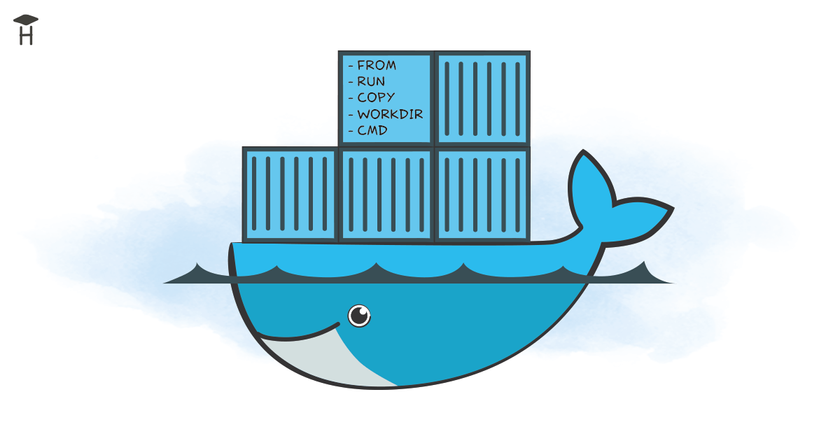 H
- FROM
- RUN
- COPY
- WORKDIR
- CMD